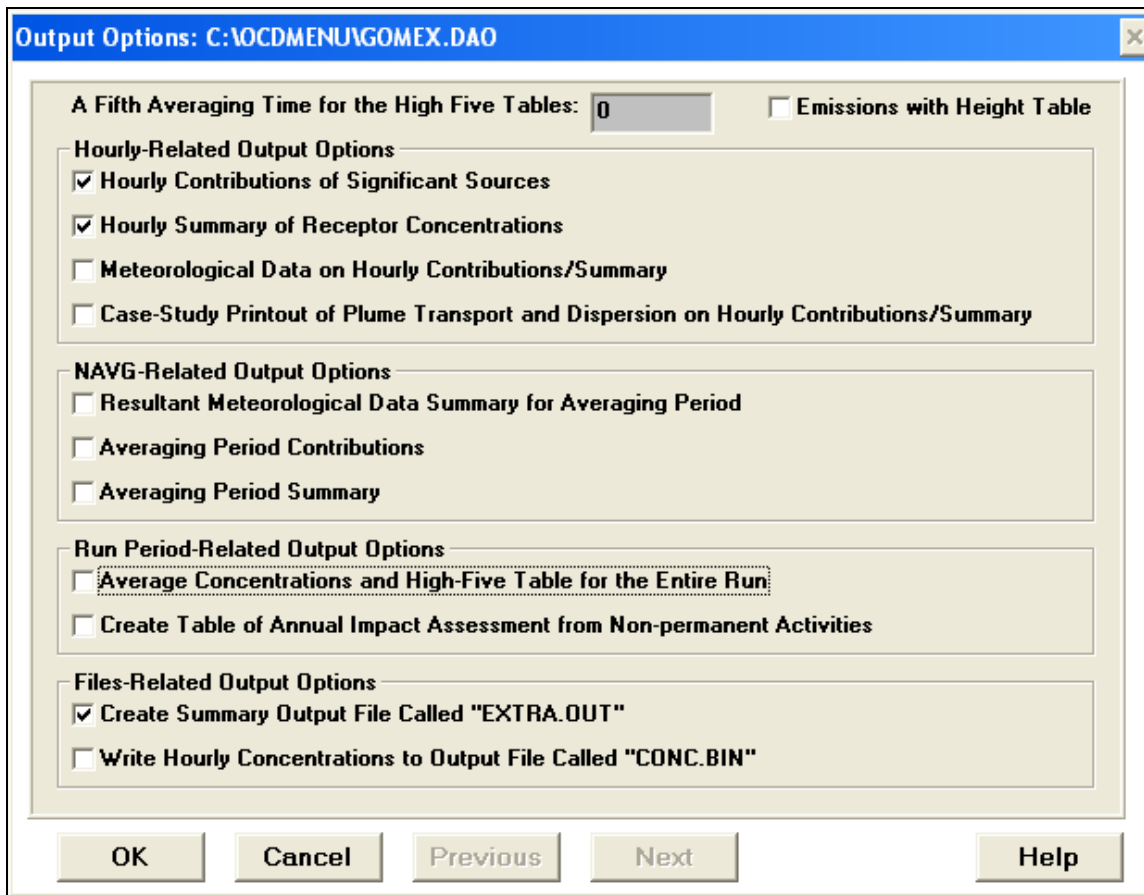 Output Options: C:\OCDMENU\GOMEX.DAO
A Fifth Averaging Time for the High Five Tables: 0 Emissions with Height Table
Hourly-Related Output Options
Hourly Contributions of Significant Sources
Hourly Summary of Receptor Concentrations
Meteorological Data on Hourly Contributions/Summary
Case-Study Printout of Plume Transport and Dispersion on Hourly Contributions/Summary
NAVG-Related Output Options
Resultant Meteorological Data Summary for Averaging Period
Averaging Period Contributions
Averaging Period Summary
Run Period-Related Output Options
Average Concentrations and High-Five Table for the Entire Run
Create Table of Annual Impact Assessment from Non-permanent Activities
Files-Related Output Options
Create Summary Output File Called "EXTRA.OUT"
Write Hourly Concentrations to Output File Called "CONC.BIN"
OK Cancel Previous Next Help